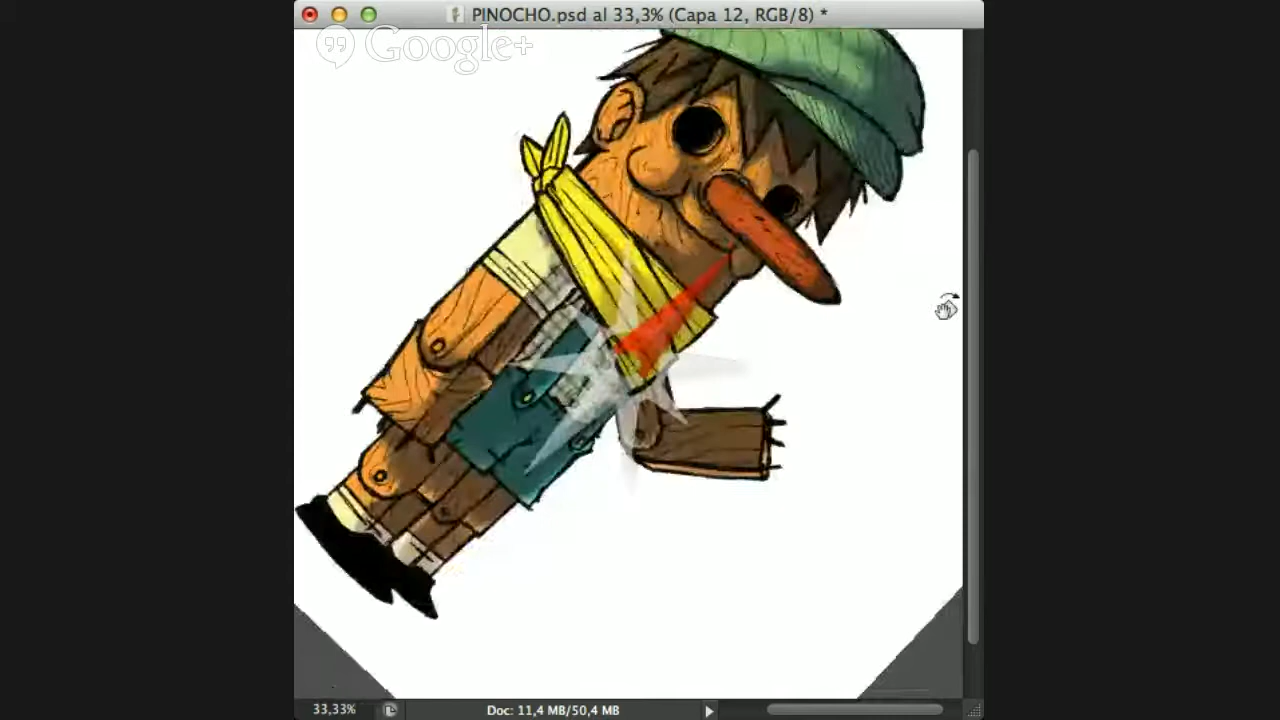 PINOCHO.psd al 33,3% (Capa 12, RGB/8) *
Google+
33,33%
Doc: 11,4 MB/50,4 MB